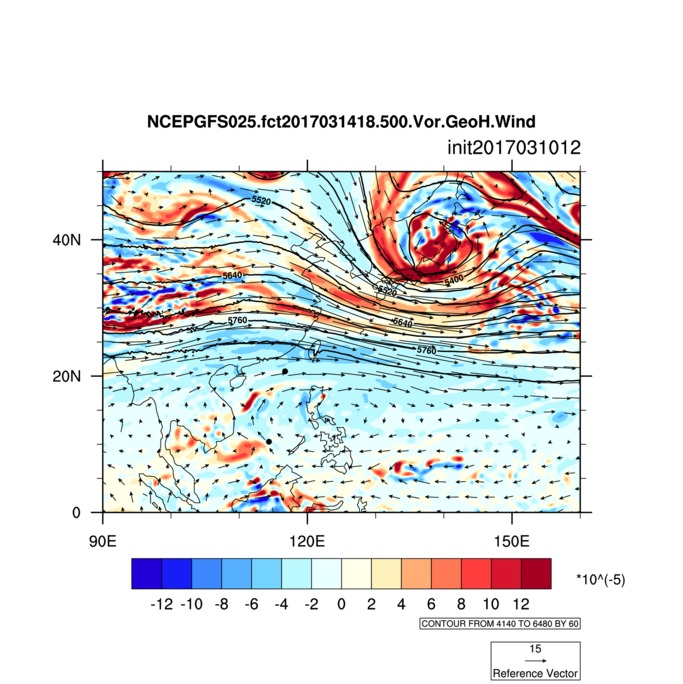 NCEPGFS025.fct2017031418.500.Vor.GeoH.Wind
init2017031012
5520
40N
5640
5400
5520
5760
5640
5760
20N
0
90E 120E 150E
-12 -10 -8 -6 -4 -2 0 2 4 6 8 10 12
*10^(-5)
CONTOUR FROM 4140 TO 6480 BY 60
15
Reference Vector